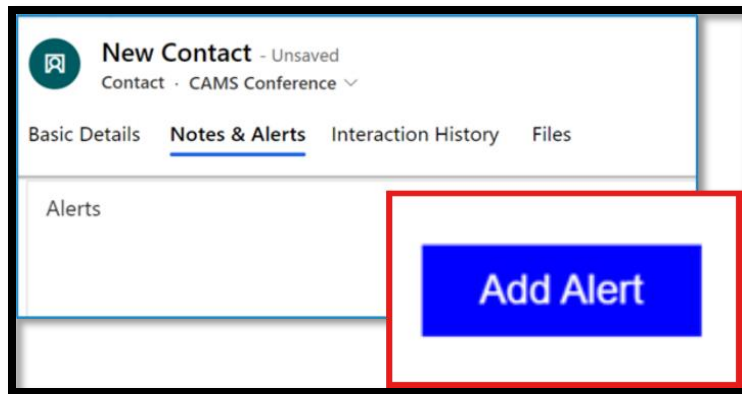 New Contact - Unsaved
Contact · CAMS Conference
Basic Details Notes & Alerts Interaction History Files
Alerts
Add Alert